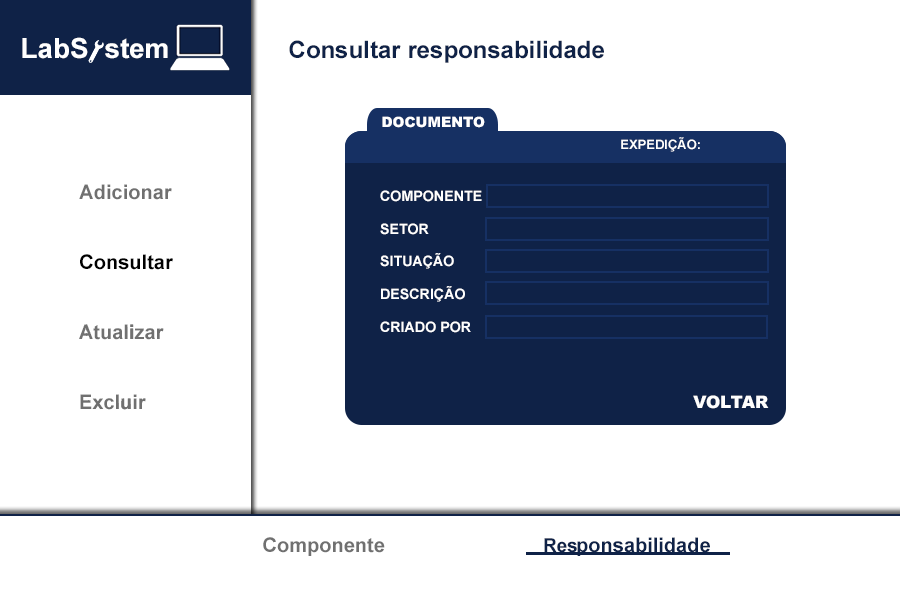 LabSystem
Consultar responsabilidade
DOCUMENTO
EXPEDIÇÃO:
COMPONENTE
SETOR
SITUAÇÃO
DESCRIÇÃO
CRIADO POR
VOLTAR
Adicionar
Consultar
Atualizar
Excluir
Componente
Responsabilidade